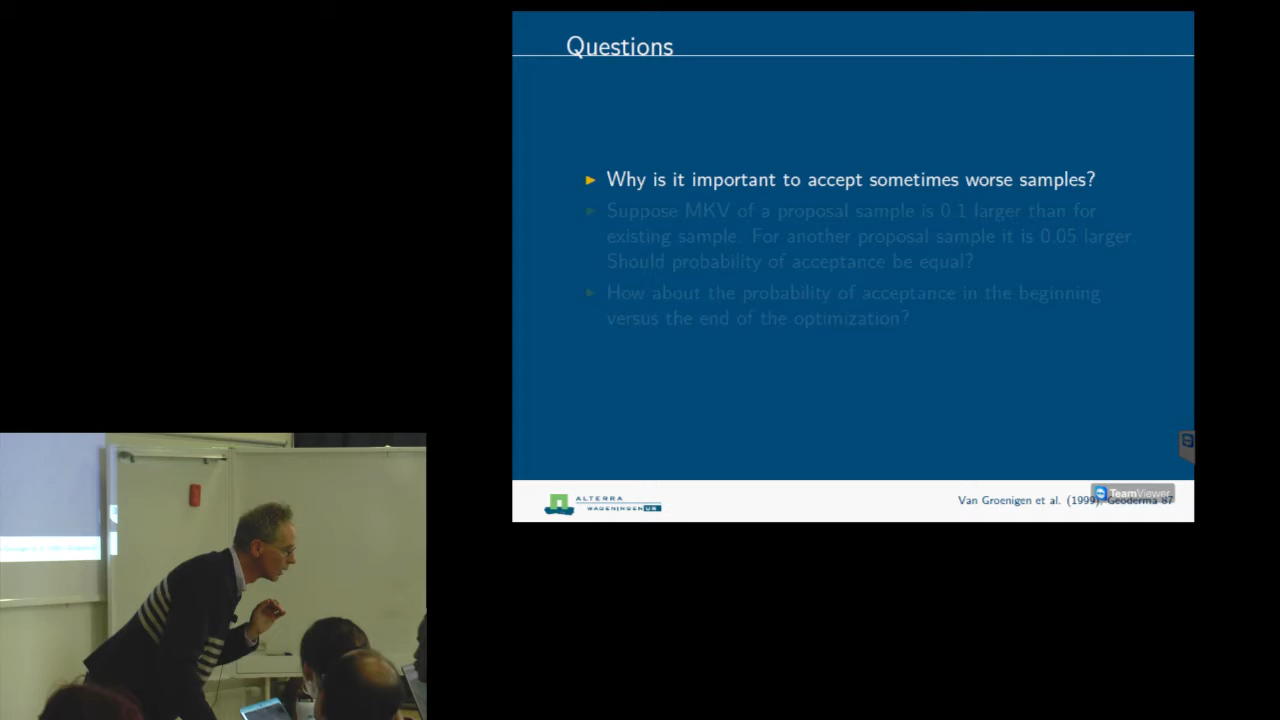 Questions
Why is it important to accept sometimes worse samples?
Suppose MKV of a proposal sample is 0.1 larger than for
existing sample. For another proposal sample it is 0.05 larger.
Should probability of acceptance be equal?
How about the probability of acceptance in the beginning
versus the end of the optimization?
ALTERRA
WAGENINGEN UR
Van Groenigen et al. (1999), Geoderma 87
TeamViewer